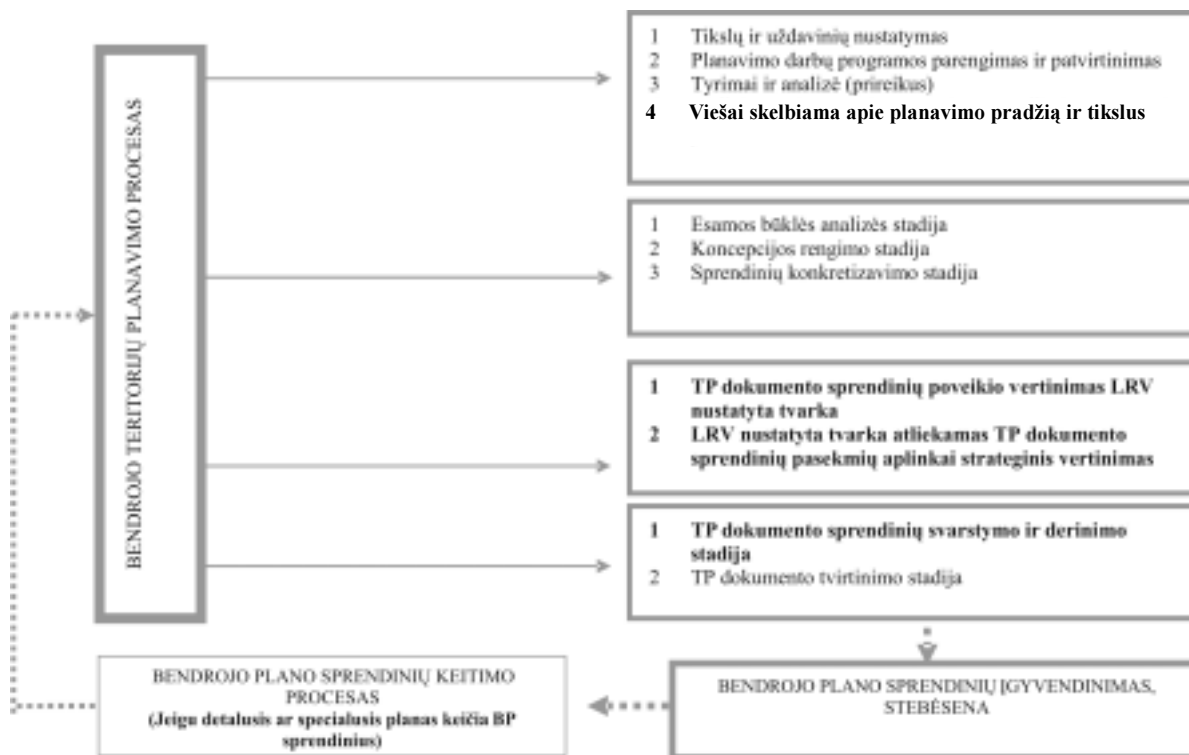 BENDROJO TERITORIJŲ PLANAVIMO PROCESAS
1 Tikslų ir uždavinių nustatymas
2 Planavimo darbų programos parengimas ir patvirtinimas
3 Tyrimai ir analizė (prireikus)
4 Viešai skelbiama apie planavimo pradžią ir tikslus
1 Esamos būklės analizės stadija
2 Koncepcijos rengimo stadija
3 Sprendinių konkretizavimo stadija
1 TP dokumento sprendinių poveikio vertinimas LRV
nustatyta tvarka
2 LRV nustatyta tvarka atliekamas TP dokumento
sprendinių pasekmių aplinkai strateginis vertinimas
1 TP dokumento sprendinių svarstymo ir derinimo
stadija
2 TP dokumento tvirtinimo stadija
BENDROJO PLANO SPRENDINIŲ KEITIMO
PROCESAS
(Jeigu detalusis ar specialusis planas keičia BP
sprendinius)
BENDROJO PLANO SPRENDINIŲ ĮGYVENDINIMAS,
STEBĖSENA